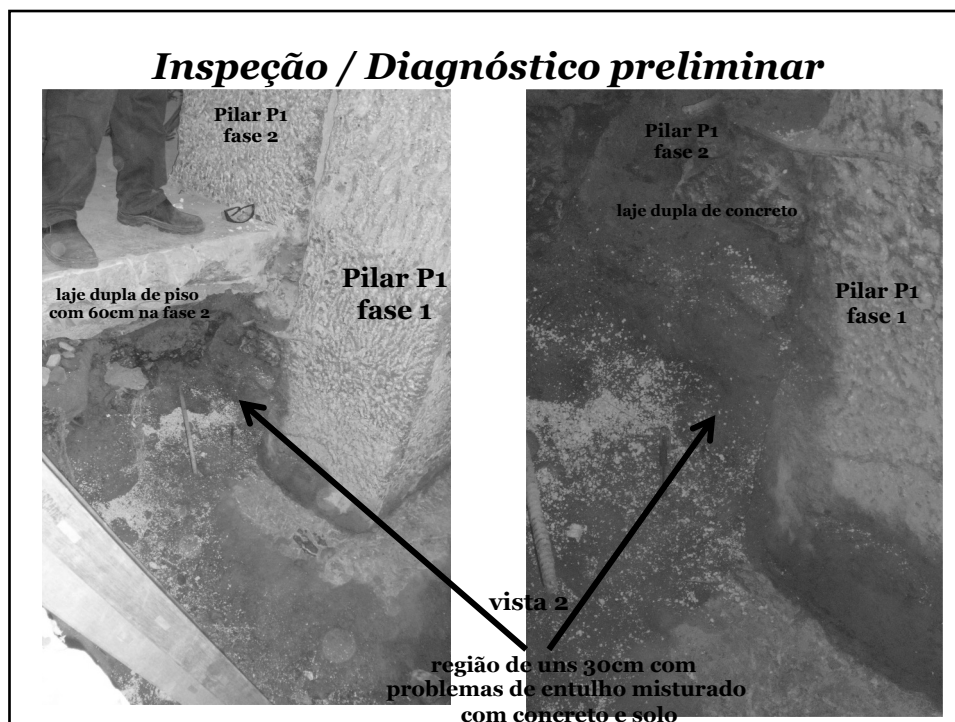 Inspeção / Diagnóstico preliminar
Pilar P1
fase 2
Pilar P1
fase 1
laje dupla de piso
com 60cm na fase 2
Pilar P1
fase 2
laje dupla de concreto
Pilar P1
fase 1
vista 2
região de uns 30cm com
problemas de entulho misturado
com concreto e solo